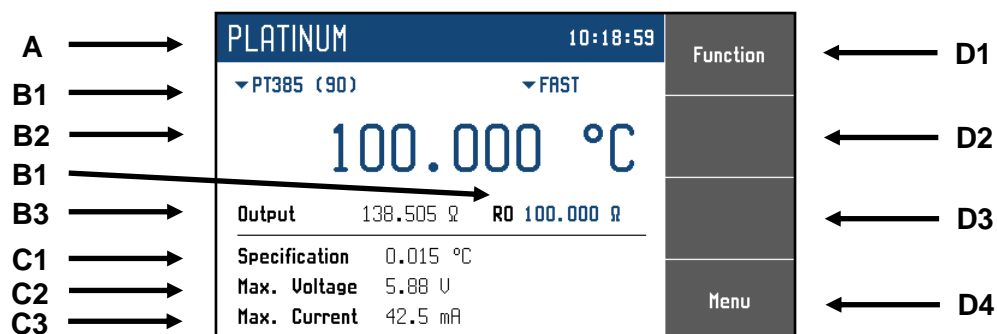 A PLATINUM 10:18:59 Function D1
B1 PT385 (90) FAST
B2 100.000 °C D2
B1
B3 Output 138.505 Ω R0 100.000 Ω D3
C1 Specification 0.015 °C
C2 Max. Voltage 5.88 V Menu D4
C3 Max. Current 42.5 mA